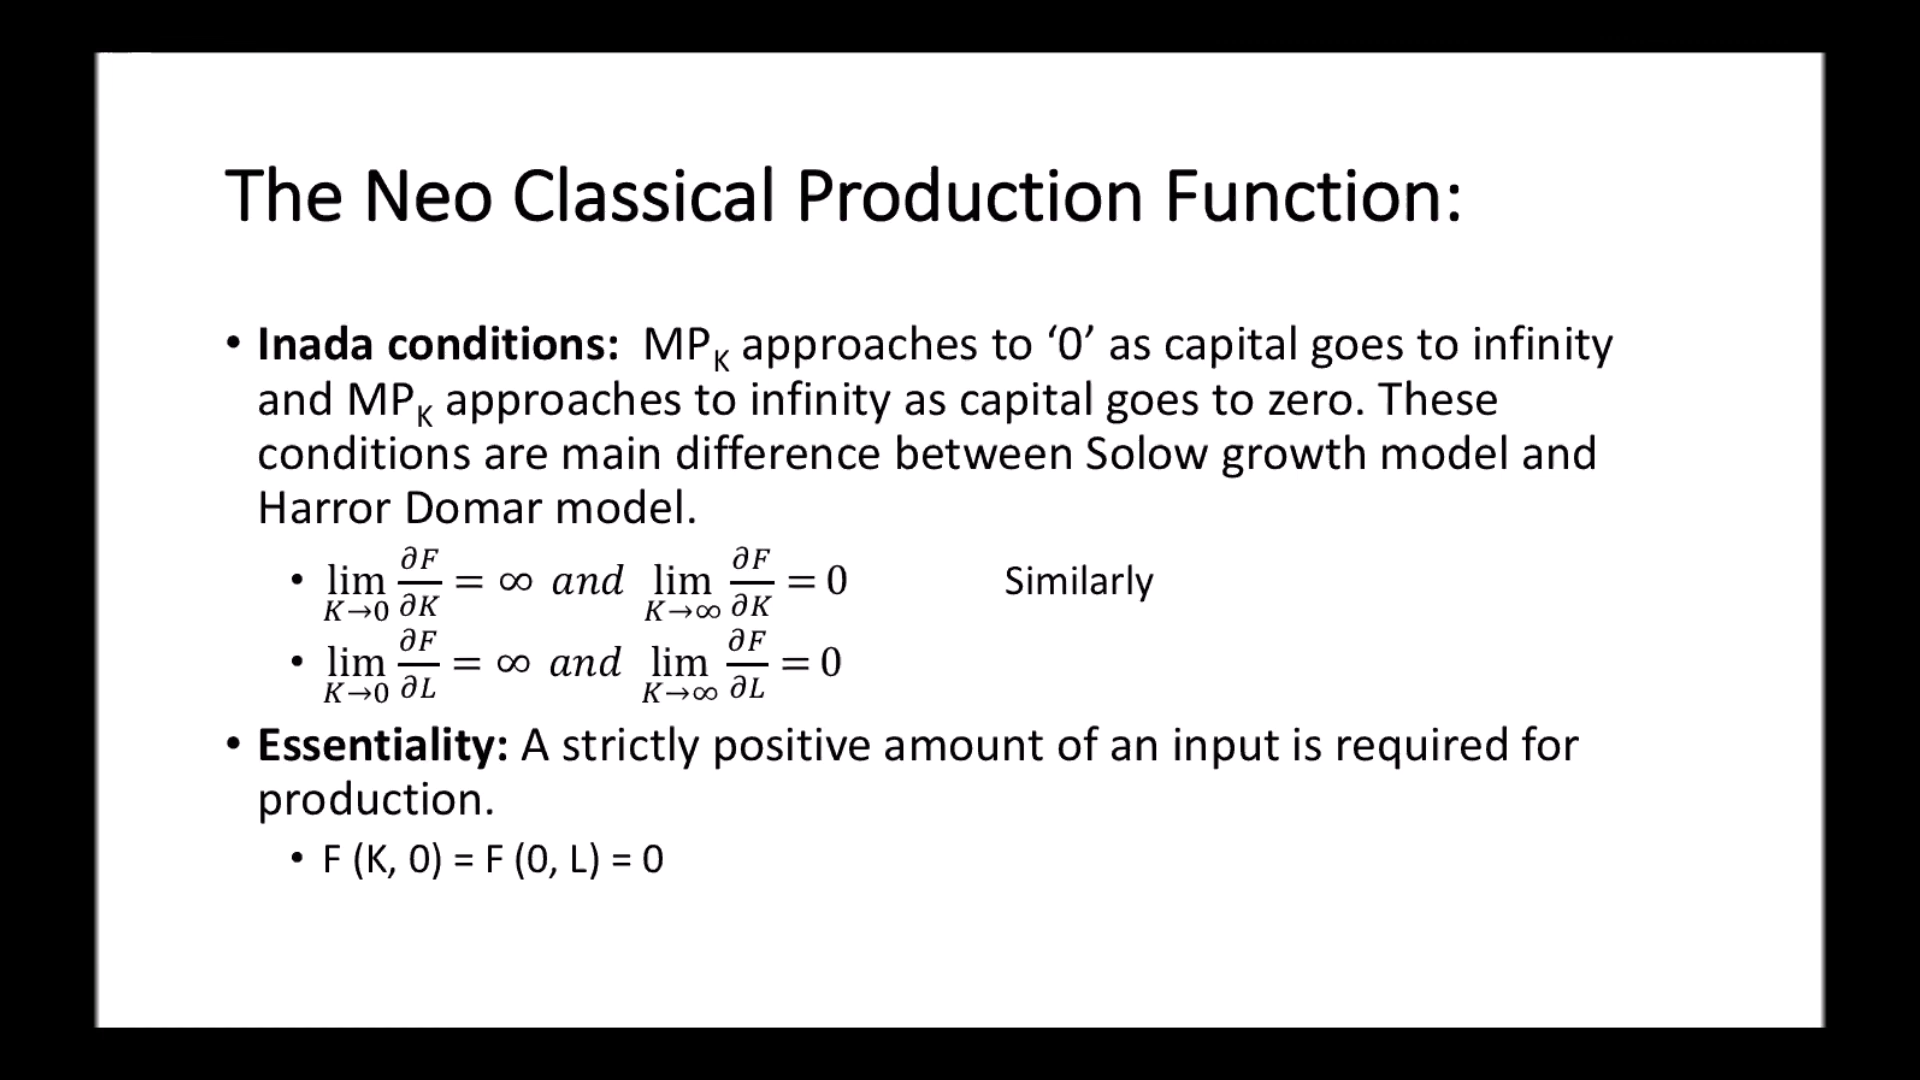 The Neo Classical Production Function:
• Inada conditions: MP_K approaches to ‘0’ as capital goes to infinity
and MP_K approaches to infinity as capital goes to zero. These
conditions are main difference between Solow growth model and
Harror Domar model.
• lim_{K→0} ∂F/∂K = ∞ and lim_{K→∞} ∂F/∂K = 0 Similarly
• lim_{K→0} ∂F/∂L = ∞ and lim_{K→∞} ∂F/∂L = 0
• Essentiality: A strictly positive amount of an input is required for
production.
• F (K, 0) = F (0, L) = 0